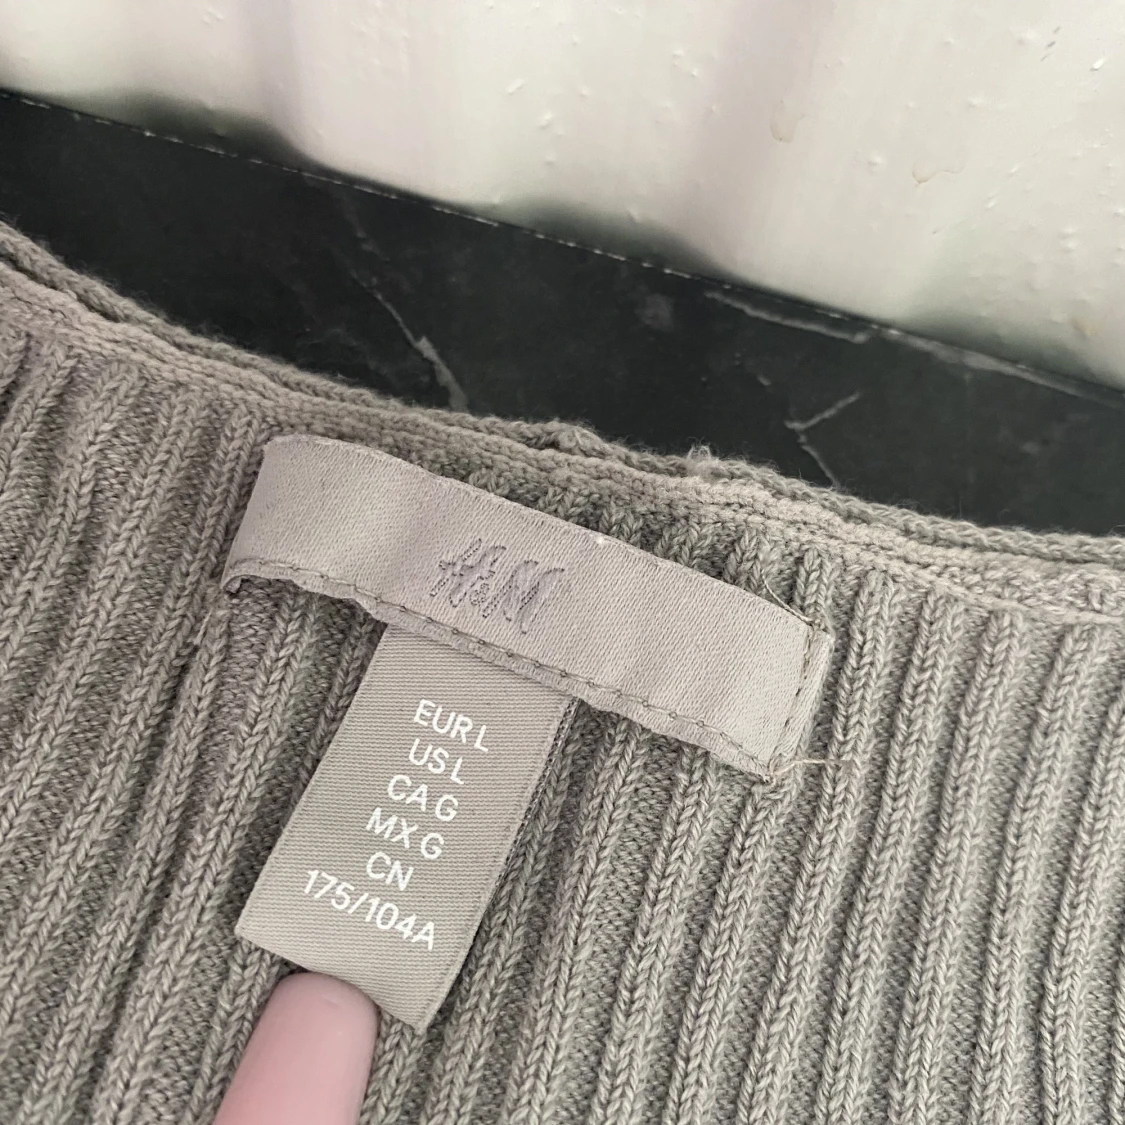 H&M
EUR L
US L
CA G
MX G
CN
175/104A